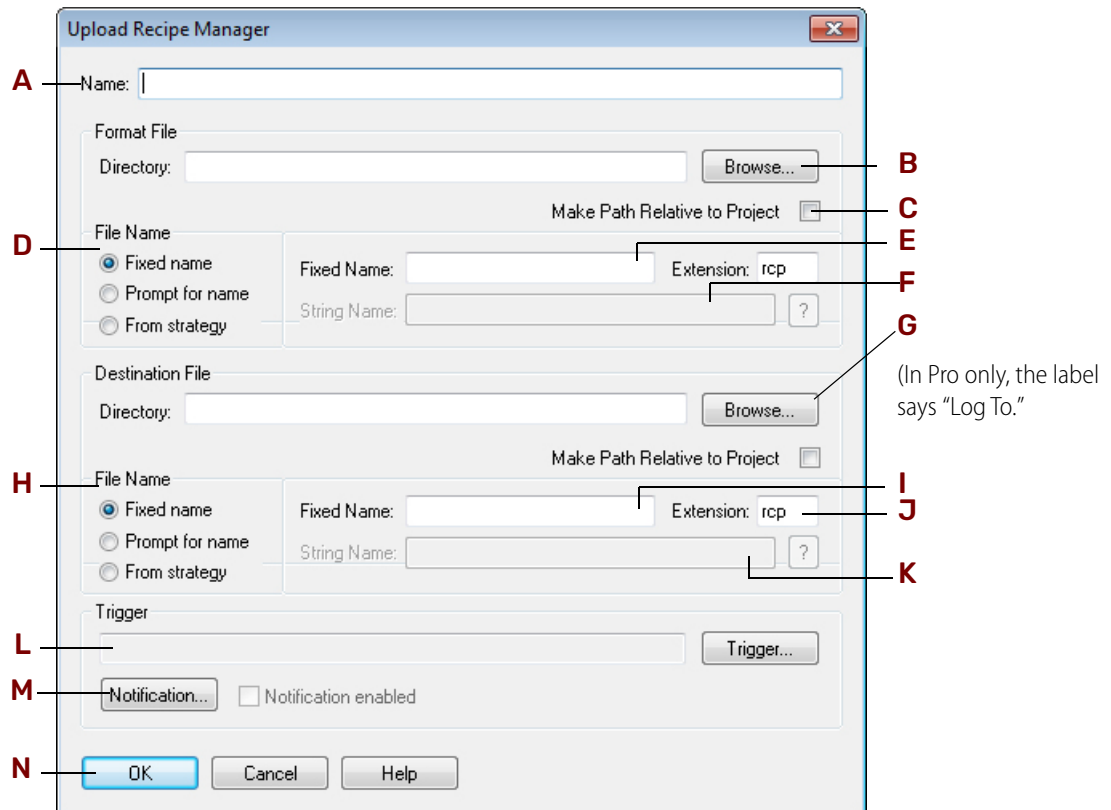 Upload Recipe Manager
A
Name:
Format File
Directory:
Browse...
B
Make Path Relative to Project
C
File Name
D
Fixed name
Prompt for name
From strategy
Fixed Name:
Extension: rcp
E
String Name:
?
F
G
(In Pro only, the label
says “Log To.”
Destination File
Directory:
Browse...
Make Path Relative to Project
File Name
H
Fixed name
Prompt for name
From strategy
Fixed Name:
Extension: rcp
I
J
String Name:
?
K
Trigger
L
Trigger...
M
Notification...
Notification enabled
N
OK
Cancel
Help